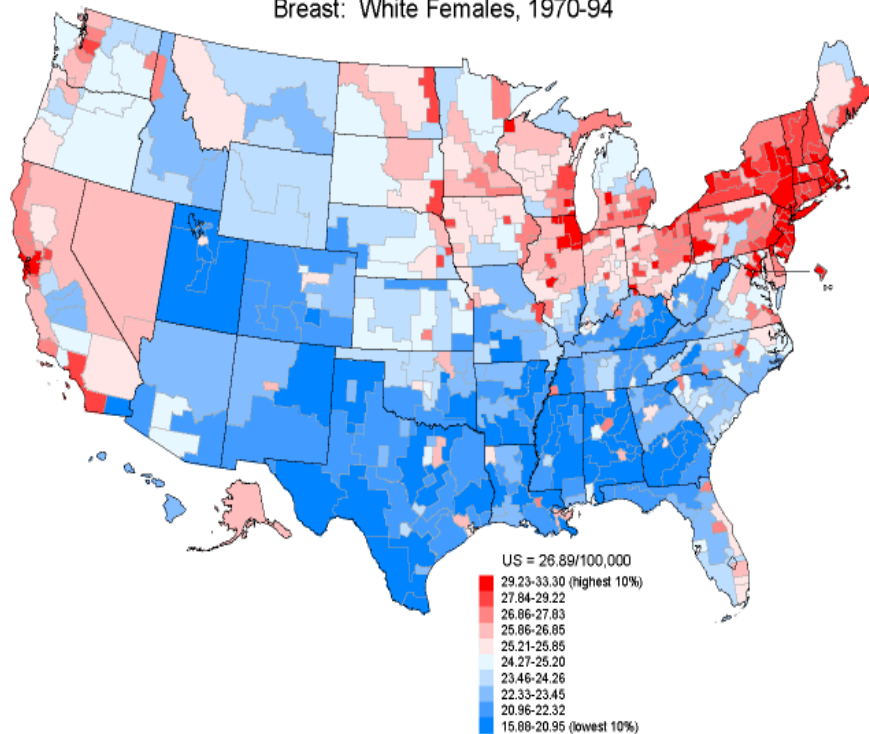 Breast: White Females, 1970-94
DC
US = 26.89/100,000
29.23-33.30 (highest 10%)
27.84-29.22
26.86-27.83
25.86-26.85
25.21-25.85
24.27-25.20
23.46-24.26
22.33-23.45
20.96-22.32
15.88-20.95 (lowest 10%)